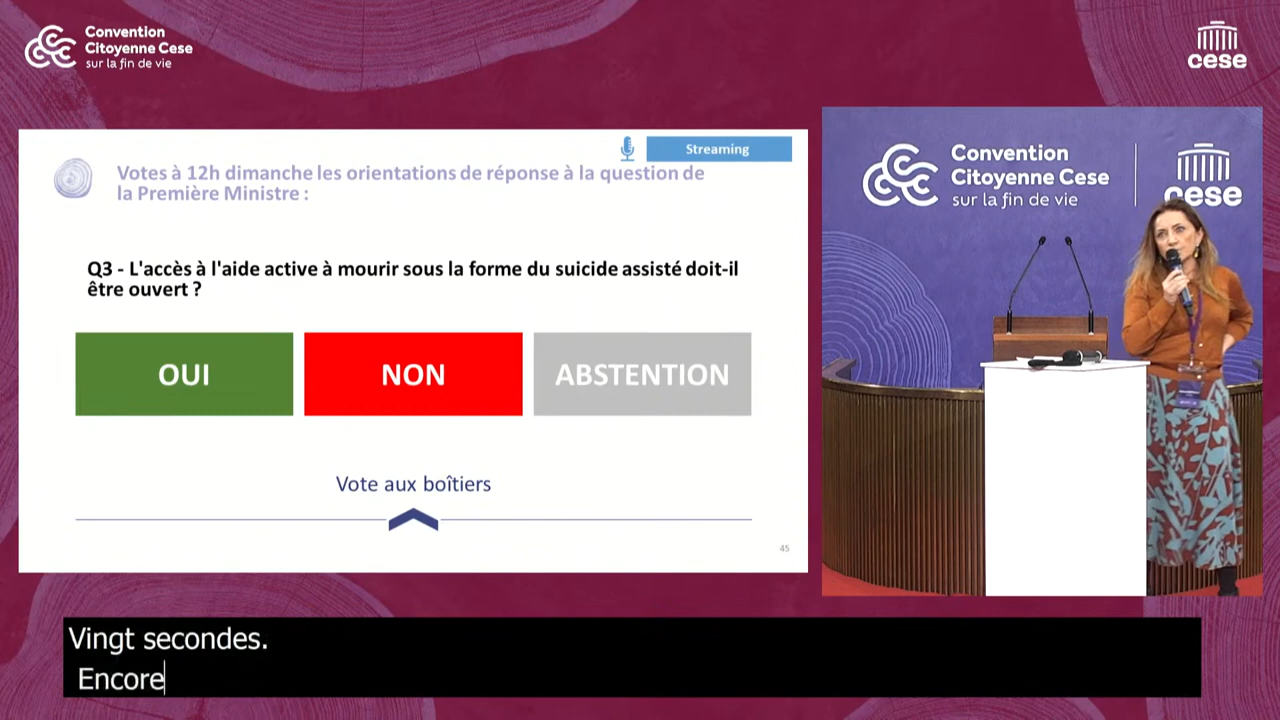 Convention
Citoyenne Cese
sur la fin de vie
cese
Streaming
Votes à 12h dimanche les orientations de réponse à la question de
la Première Ministre :
Q3 - L'accès à l'aide active à mourir sous la forme du suicide assisté doit-il
être ouvert ?
OUI
NON
ABSTENTION
Vote aux boîtiers
45
Convention
Citoyenne Cese
sur la fin de vie
cese
Vingt secondes.
Encore